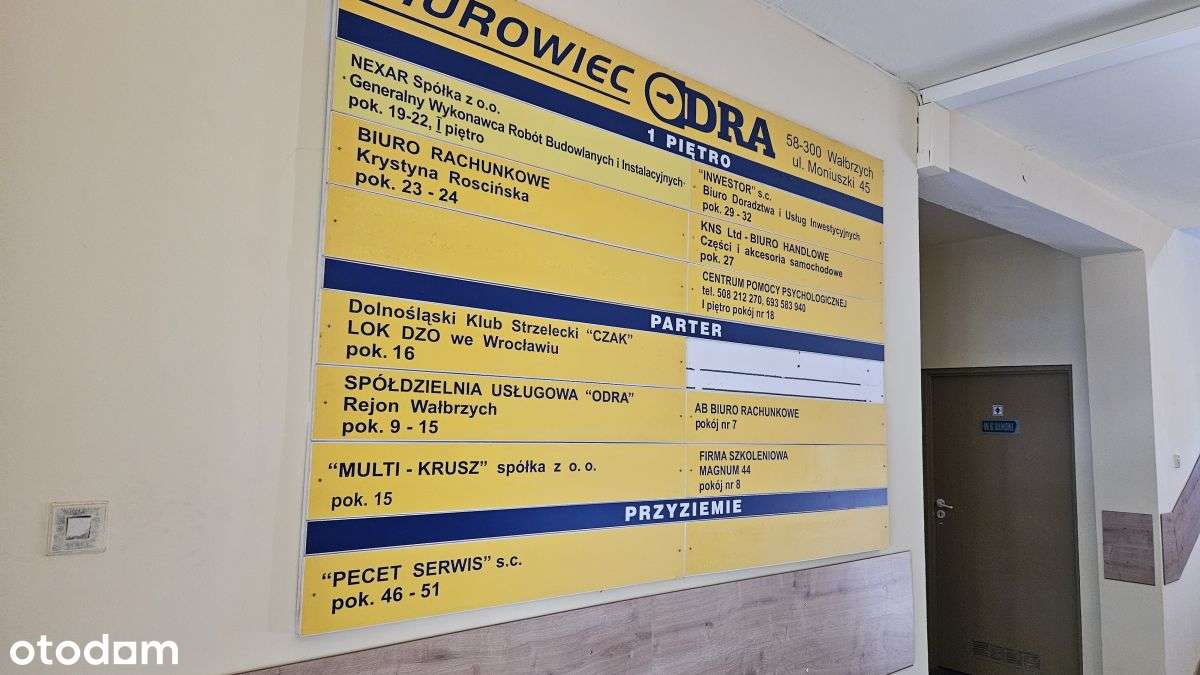 BIUROWIEC ODRA
58-300 Wałbrzych
ul. Moniuszki 45
1 PIĘTRO
NEXAR Spółka z o.o.
Generalny Wykonawca Robót Budowlanych i Instalacyjnych
pok. 19-22, I piętro
BIURO RACHUNKOWE
Krystyna Roscińska
pok. 23 - 24
"INWESTOR" s.c.
Biuro Doradztwa i Usług Inwestycyjnych
pok. 29 - 32
KNS Ltd - BIURO HANDLOWE
Części i akcesoria samochodowe
pok. 27
CENTRUM POMOCY PSYCHOLOGICZNEJ
tel. 508 212 270, 693 583 940
I piętro pokój nr 18
PARTER
Dolnośląski Klub Strzelecki "CZAK"
LOK DZO we Wrocławiu
pok. 16
SPÓŁDZIELNIA USŁUGOWA "ODRA"
Rejon Wałbrzych
pok. 9 - 15
"MULTI - KRUSZ" spółka z o. o.
pok. 15
AB BIURO RACHUNKOWE
pokój nr 7
FIRMA SZKOLENIOWA
MAGNUM 44
pokój nr 8
PRZYZIEMIE
"PECET SERWIS" s.c.
pok. 46 - 51
otodom